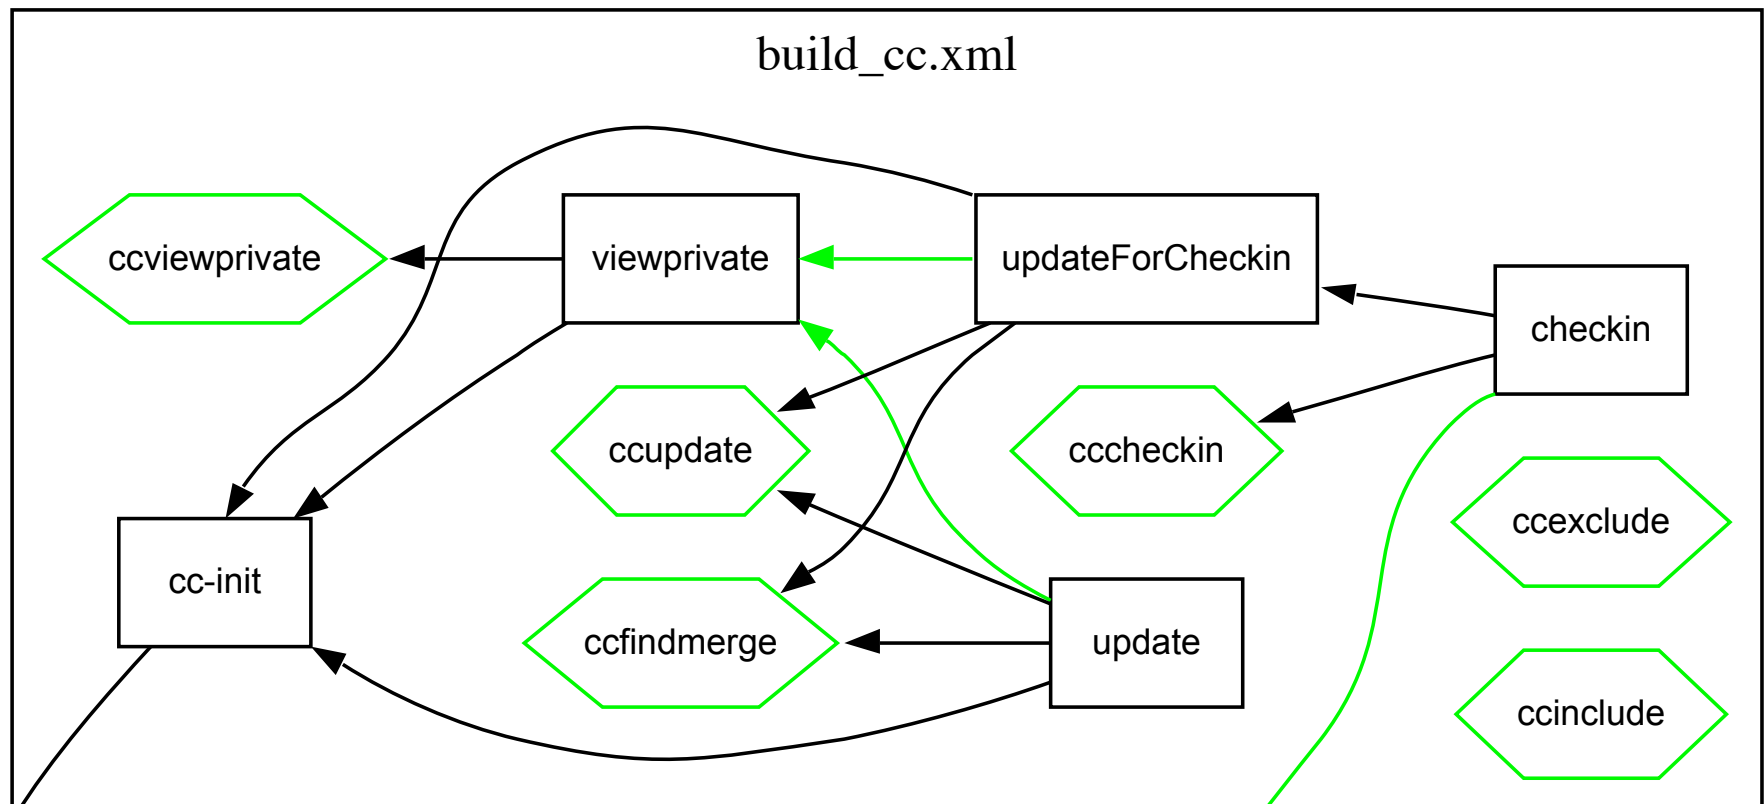 build_cc.xml
ccviewprivate
viewprivate
updateForCheckin
checkin
ccupdate
cccheckin
ccexclude
cc-init
ccfindmerge
update
ccinclude